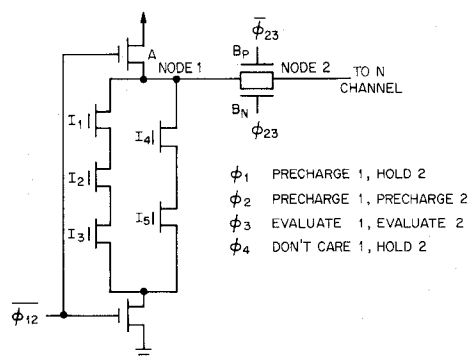 φ̅23
A
NODE 1
BP
NODE 2
TO N
CHANNEL
BN
φ23
I1
I4
I2
I5
I3
φ1 PRECHARGE 1, HOLD 2
φ2 PRECHARGE 1, PRECHARGE 2
φ3 EVALUATE 1, EVALUATE 2
φ4 DON'T CARE 1, HOLD 2
φ̅12